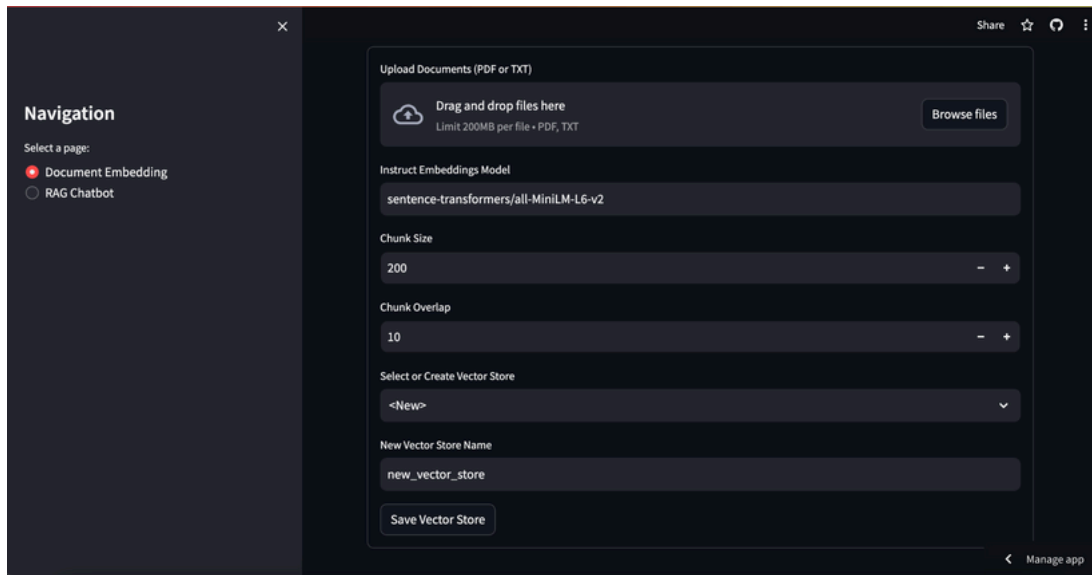 Share
Navigation
Select a page:
Document Embedding
RAG Chatbot
Upload Documents (PDF or TXT)
Drag and drop files here
Limit 200MB per file • PDF, TXT
Browse files
Instruct Embeddings Model
sentence-transformers/all-MiniLM-L6-v2
Chunk Size
200
Chunk Overlap
10
Select or Create Vector Store
<New>
New Vector Store Name
new_vector_store
Save Vector Store
Manage app